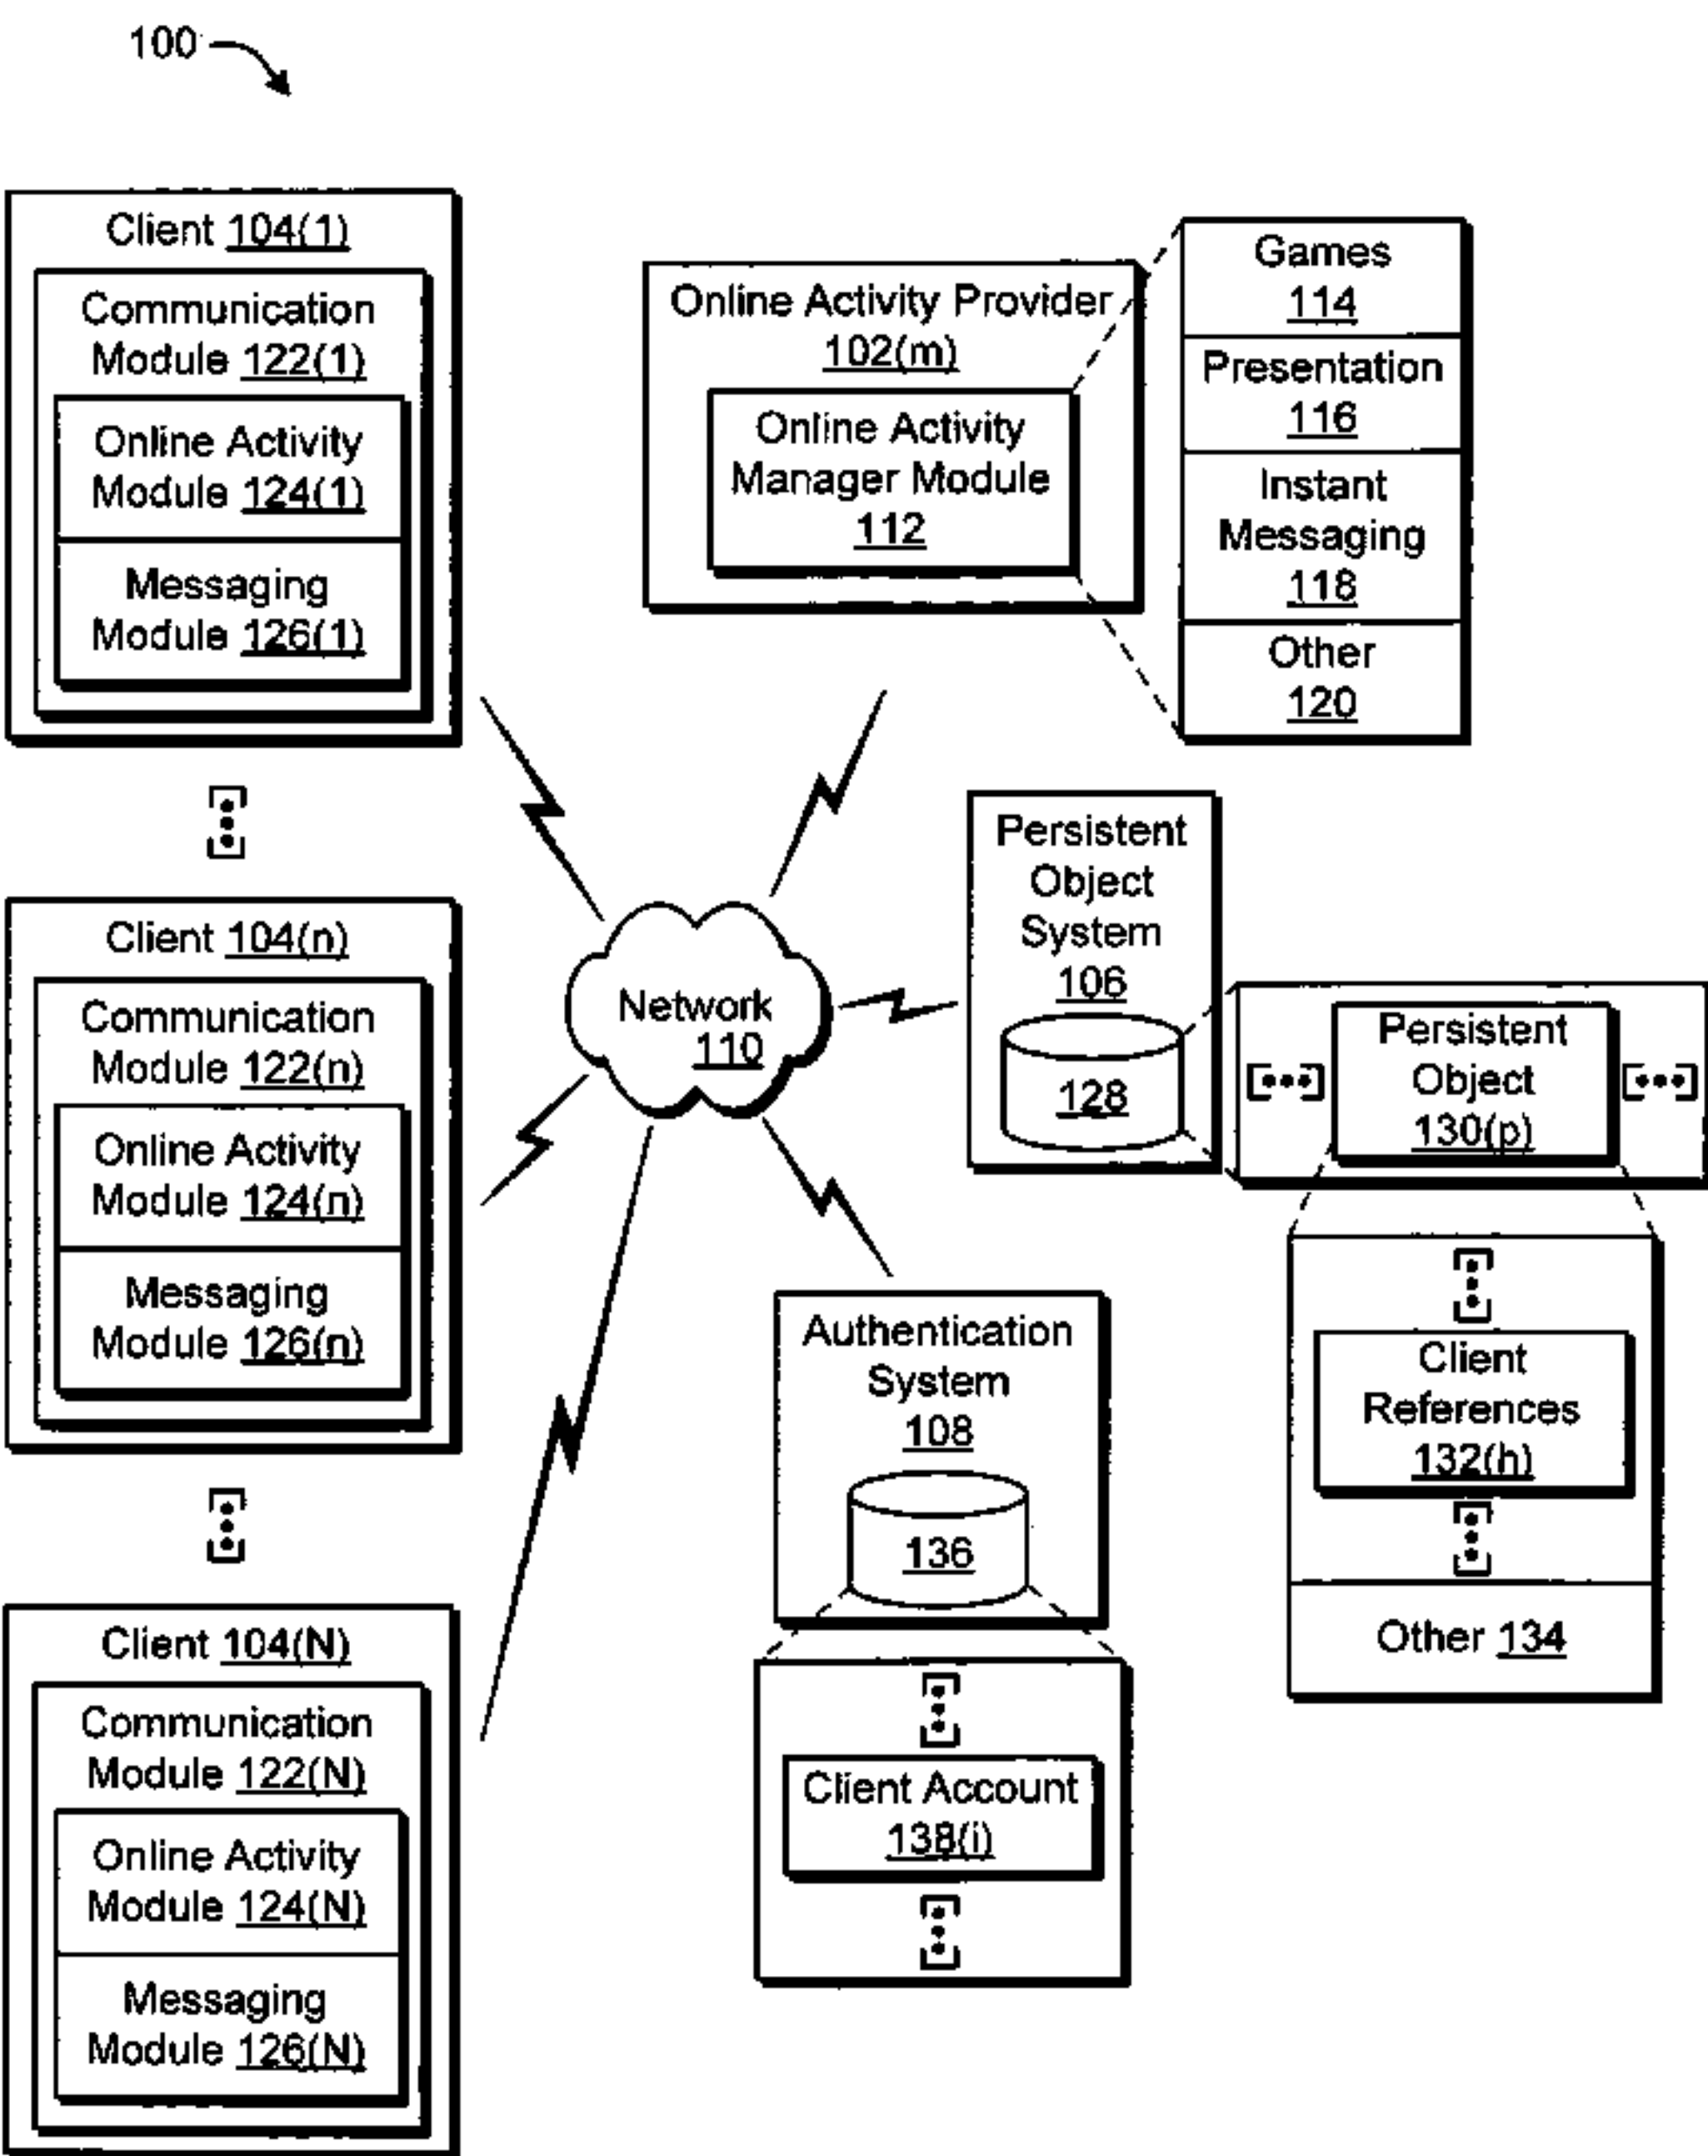 100
Client 104(1)
Communication
Module 122(1)
Online Activity
Module 124(1)
Messaging
Module 126(1)
Online Activity Provider
102(m)
Online Activity
Manager Module
112
Games
114
Presentation
116
Instant
Messaging
118
Other
120
Client 104(n)
Communication
Module 122(n)
Online Activity
Module 124(n)
Messaging
Module 126(n)
Network
110
Persistent
Object
System
106
128
Persistent
Object
130(p)
Client
References
132(h)
Other 134
Authentication
System
108
136
Client Account
138(i)
Client 104(N)
Communication
Module 122(N)
Online Activity
Module 124(N)
Messaging
Module 126(N)